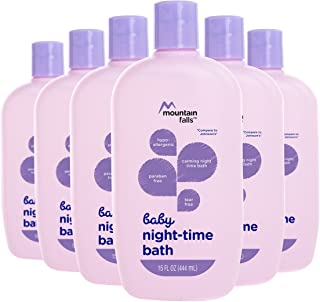 mountain
falls™
"Compare to
Johnson's®
hypo
allergenic
calming night
time bath
paraben
free
tear
free
baby
night-time
bath
15 FL OZ (444 mL)